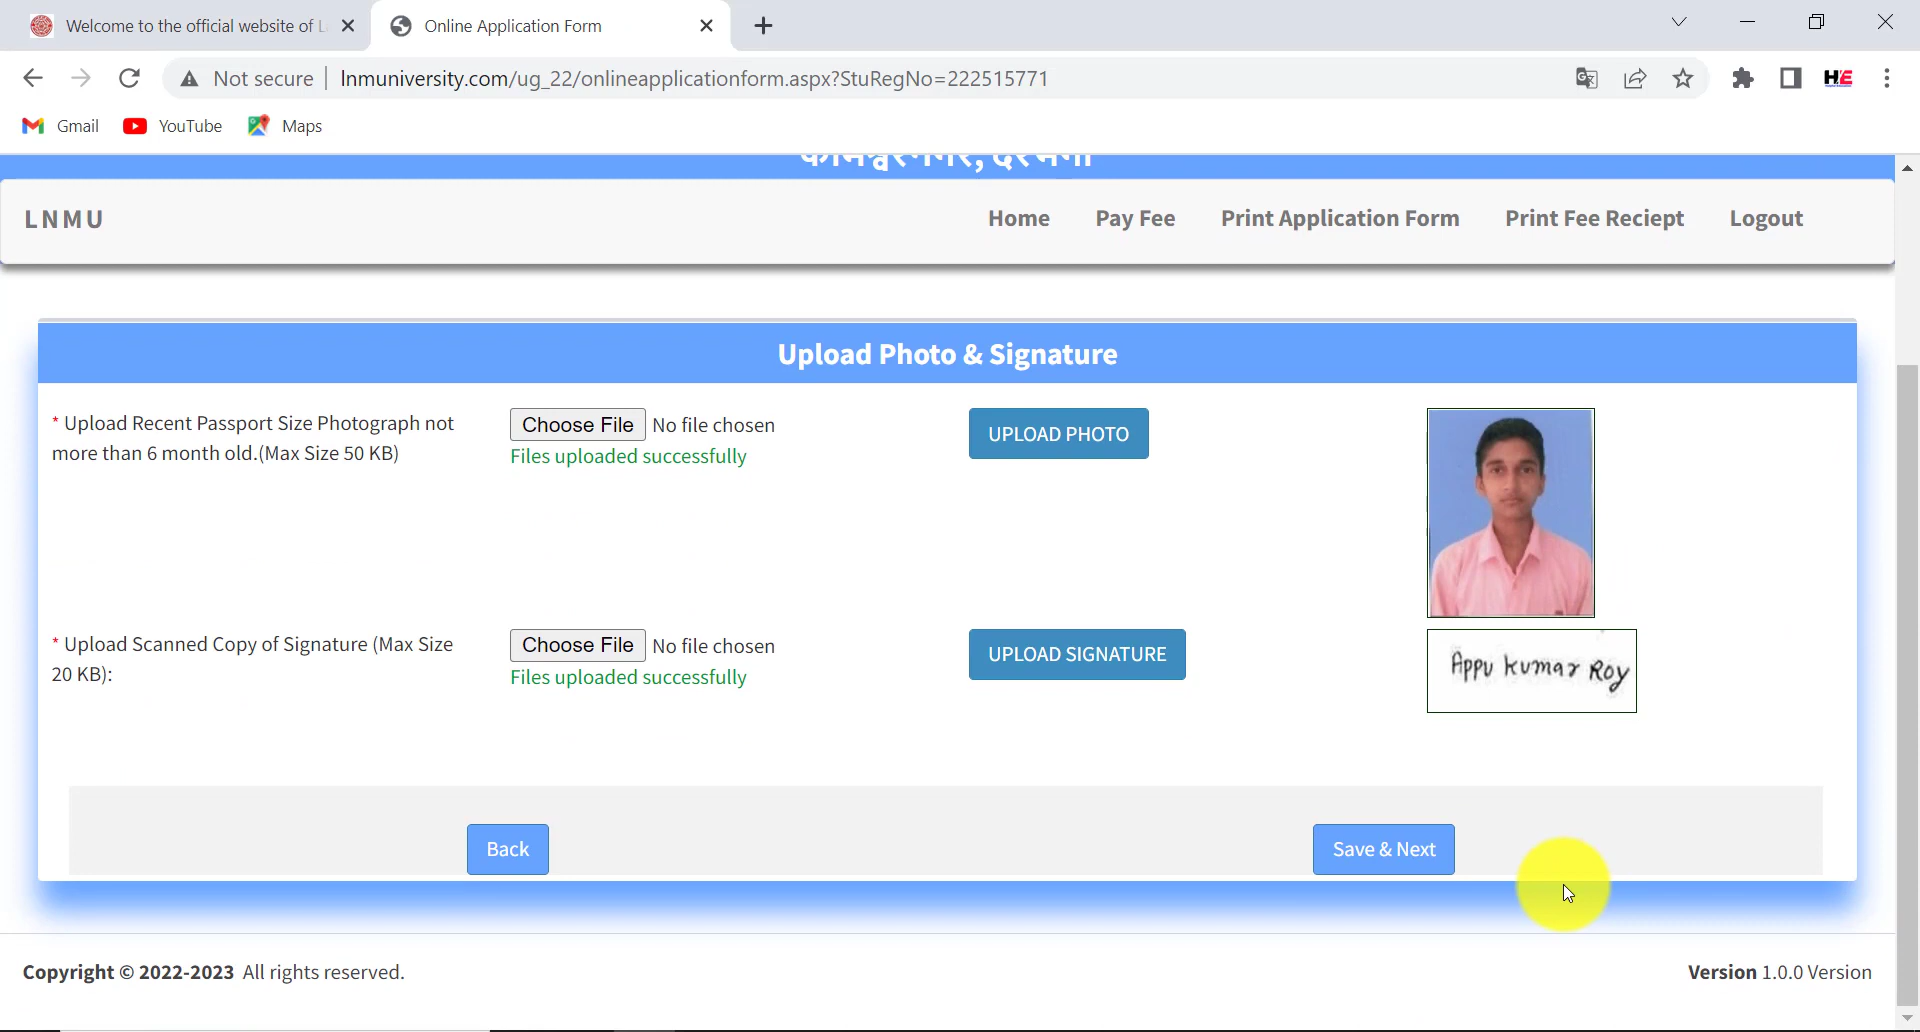 Welcome to the official website of L
Online Application Form
Not secure
lnmuniversity.com/ug_22/onlineapplicationform.aspx?StuRegNo=222515771
H/E
Gmail
YouTube
Maps
कामेश्वरनगर, दरभंगा
LNMU
Home
Pay Fee
Print Application Form
Print Fee Reciept
Logout
Upload Photo & Signature
* Upload Recent Passport Size Photograph not
more than 6 month old.(Max Size 50 KB)
Choose File No file chosen
Files uploaded successfully
UPLOAD PHOTO
* Upload Scanned Copy of Signature (Max Size
20 KB):
Choose File No file chosen
Files uploaded successfully
UPLOAD SIGNATURE
Appu Kumar Roy
Back
Save & Next
Copyright © 2022-2023 All rights reserved.
Version 1.0.0 Version